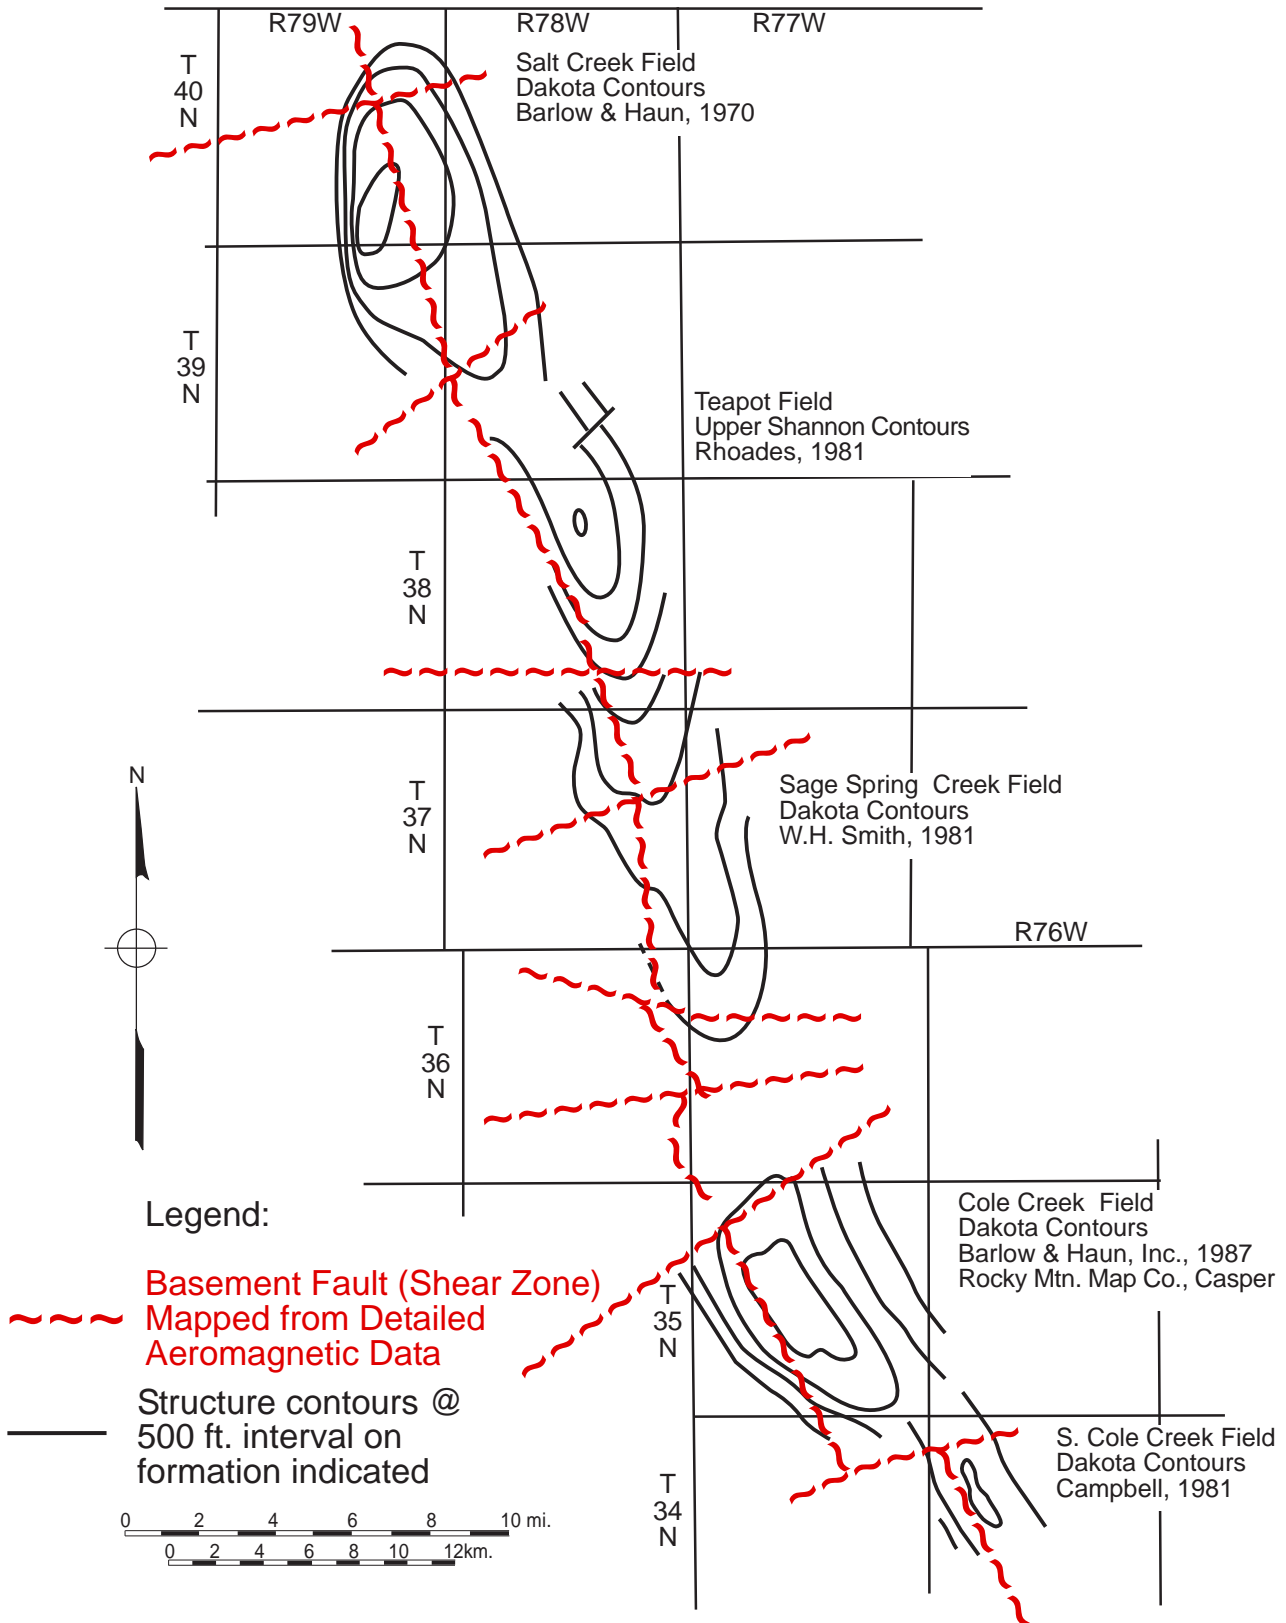 R79W
R78W
R77W
T
40
N
Salt Creek Field
Dakota Contours
Barlow & Haun, 1970
T
39
N
Teapot Field
Upper Shannon Contours
Rhoades, 1981
T
38
N
N
T
37
N
Sage Spring Creek Field
Dakota Contours
W.H. Smith, 1981
R76W
T
36
N
Cole Creek Field
Dakota Contours
Barlow & Haun, Inc., 1987
Rocky Mtn. Map Co., Casper
T
35
N
Legend:
Basement Fault (Shear Zone)
Mapped from Detailed
Aeromagnetic Data
Structure contours @
500 ft. interval on
formation indicated
S. Cole Creek Field
Dakota Contours
Campbell, 1981
T
34
N
0 2 4 6 8 10 mi.
0 2 4 6 8 10 12km.